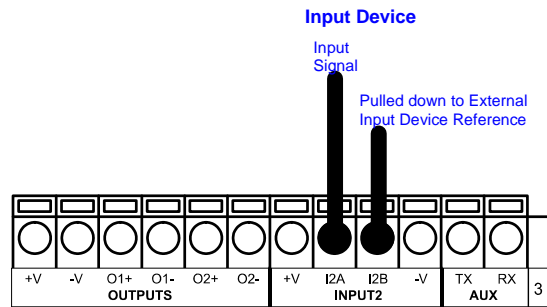 Input Device
Input
Signal
Pulled down to External
Input Device Reference
+V -V O1+ O1- O2+ O2- +V I2A I2B -V TX RX 3
OUTPUTS INPUT2 AUX